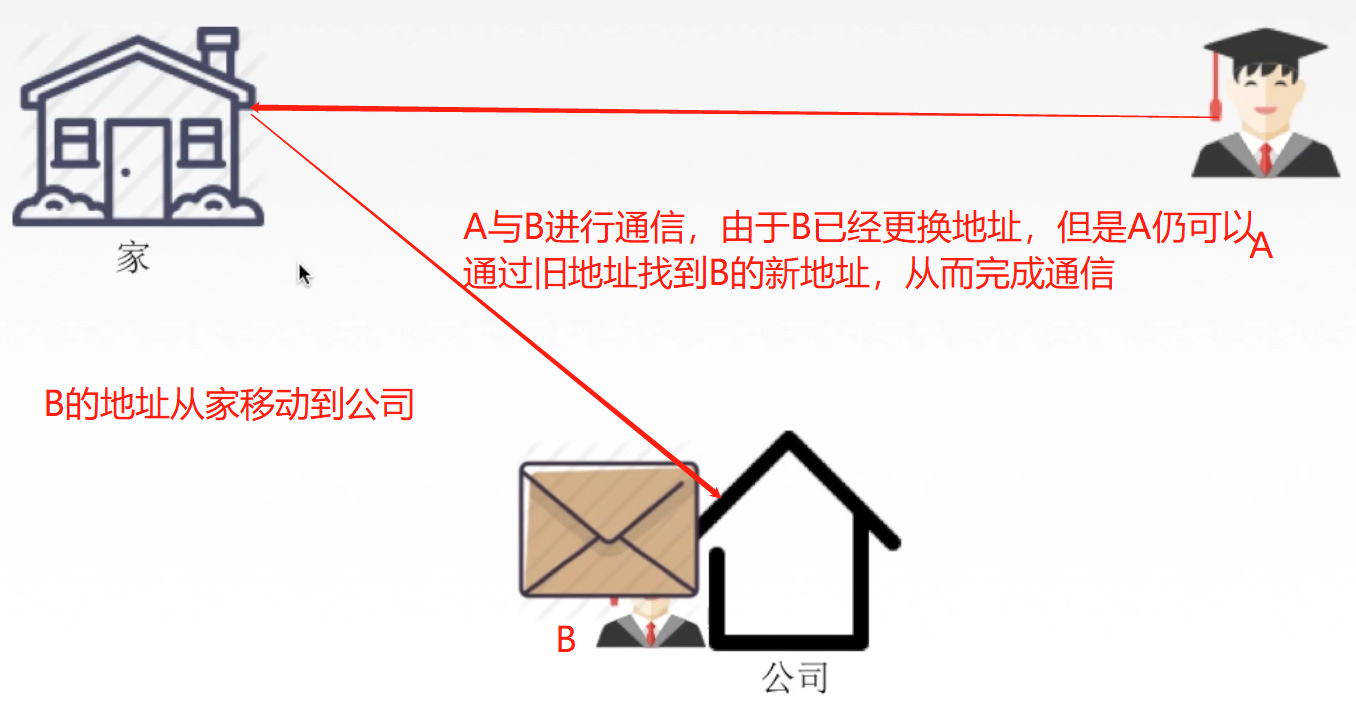 A与B进行通信，由于B已经更换地址，但是A仍可以
A
家
通过旧地址找到B的新地址，从而完成通信
B的地址从家移动到公司
B
公司